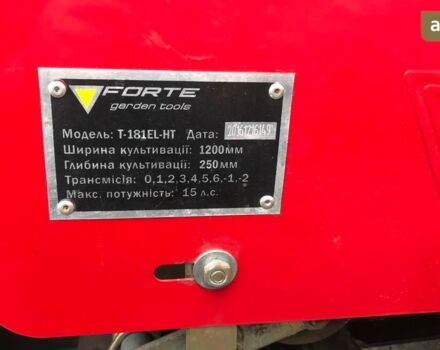 FORTE
garden tools
Модель: Т-181EL-HT Дата: 20161216149
Ширина культивації: 1200мм
Глибина культивації: 250мм
Трансмісія: 0,1,2,3,4,5,6,-1,-2
Макс. потужність: 15 л.с.